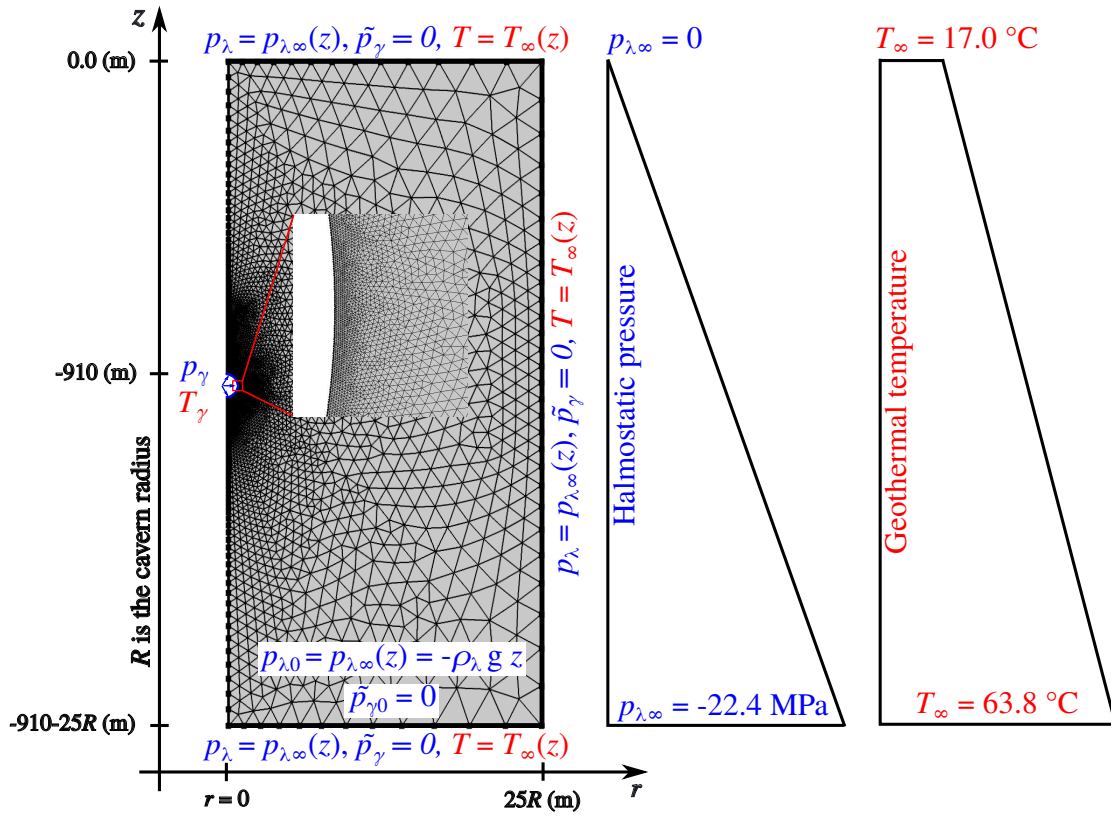 z
p_λ = p_λ∞(z), p̃_γ = 0, T = T_∞(z)
p_λ∞ = 0
T_∞ = 17.0 °C
0.0 (m)
p_λ = p_λ∞(z), p̃_γ = 0, T = T_∞(z)
Halmostatic pressure
Geothermal temperature
-910 (m)
p_γ
T_γ
R is the cavern radius
p_λ0 = p_λ∞(z) = -ρ_λ g z
p̃_γ0 = 0
p_λ∞ = -22.4 MPa
T_∞ = 63.8 °C
-910-25R (m)
p_λ = p_λ∞(z), p̃_γ = 0, T = T_∞(z)
r = 0
25R (m)
r